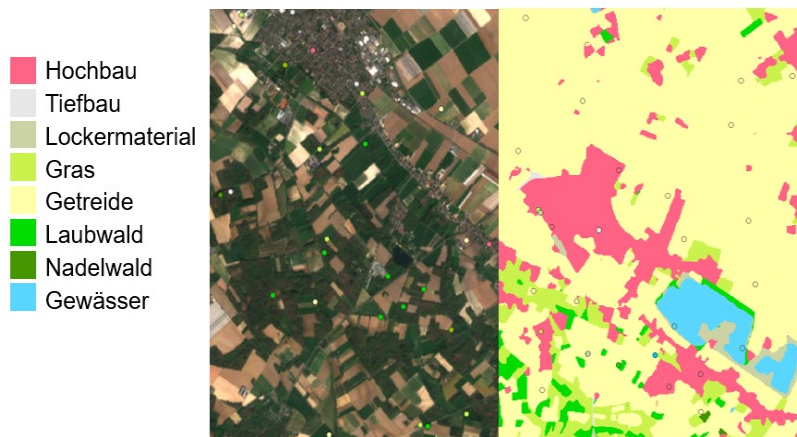 Hochbau
Tiefbau
Lockermaterial
Gras
Getreide
Laubwald
Nadelwald
Gewässer